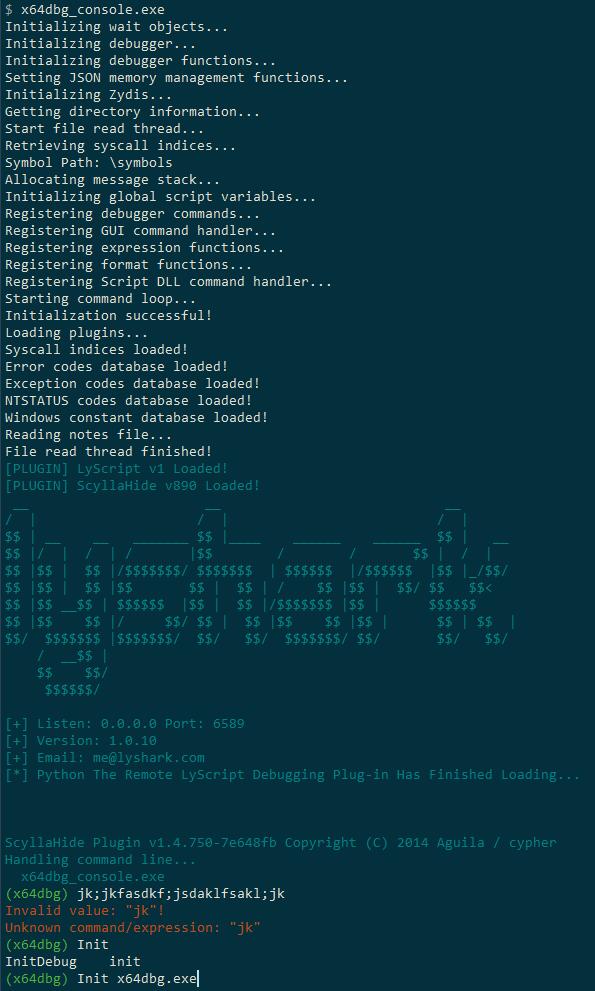 $ x64dbg_console.exe
Initializing wait objects...
Initializing debugger...
Initializing debugger functions...
Setting JSON memory management functions...
Initializing Zydis...
Getting directory information...
Start file read thread...
Retrieving syscall indices...
Symbol Path: \symbols
Allocating message stack...
Initializing global script variables...
Registering debugger commands...
Registering GUI command handler...
Registering expression functions...
Registering format functions...
Registering Script DLL command handler...
Starting command loop...
Initialization successful!
Loading plugins...
Syscall indices loaded!
Error codes database loaded!
Exception codes database loaded!
NTSTATUS codes database loaded!
Windows constant database loaded!
Reading notes file...
File read thread finished!
[PLUGIN] LyScript v1 Loaded!
[PLUGIN] ScyllaHide v890 Loaded!
lyshark
[+] Listen: 0.0.0.0 Port: 6589
[+] Version: 1.0.10
[+] Email: me@lyshark.com
[*] Python The Remote LyScript Debugging Plug-in Has Finished Loading...
ScyllaHide Plugin v1.4.750-7e648fb Copyright (C) 2014 Aguila / cypher
Handling command line...
x64dbg_console.exe
(x64dbg) jk;jkfasdkf;jsdaklfsakl;jk
Invalid value: "jk"!
Unknown command/expression: "jk"
(x64dbg) Init
InitDebug    init
(x64dbg) Init x64dbg.exe